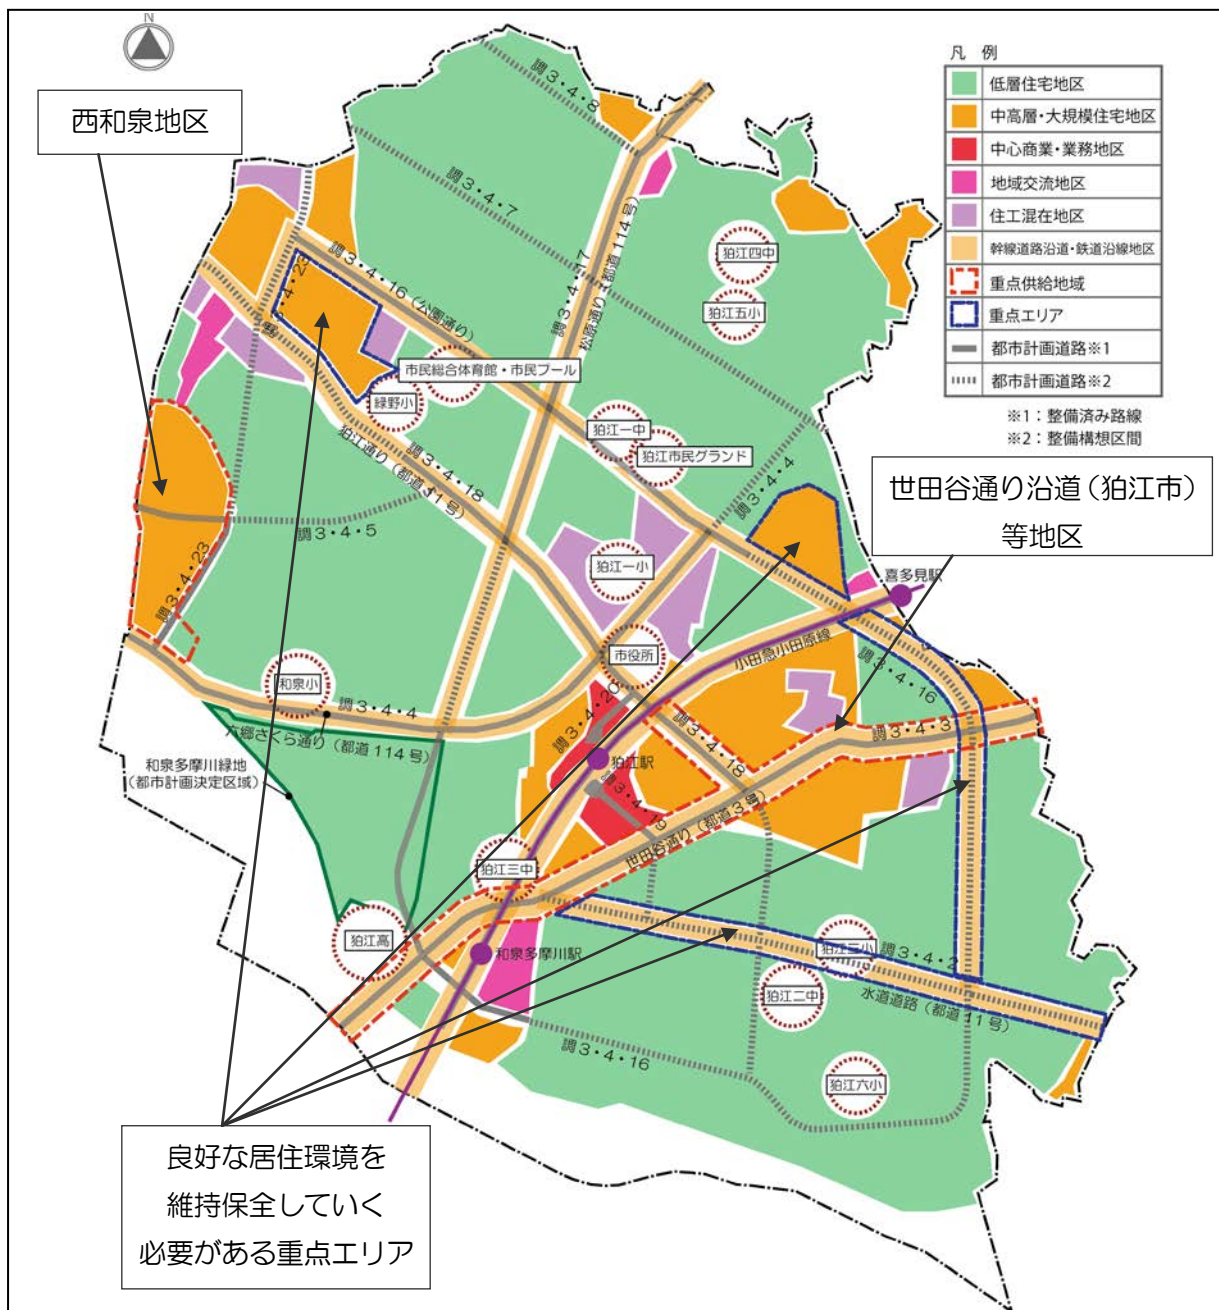 N
凡 例
低層住宅地区
中高層・大規模住宅地区
中心商業・業務地区
地域交流地区
住工混在地区
幹線道路沿道・鉄道沿線地区
重点供給地域
重点エリア
都市計画道路※1
都市計画道路※2
※1：整備済み路線
※2：整備構想区間
西和泉地区
世田谷通り沿道（狛江市）
等地区
良好な居住環境を
維持保全していく
必要がある重点エリア
調3・4・8
調3・4・7
調3・4・17
松原通り（都道114号）
調3・4・16（公園通り）
調3・4・23
狛江四中
狛江五小
市民総合体育館・市民プール
緑野小
狛江一中
狛江市民グランド
調3・4・18
狛江通り（都道11号）
調3・4・4
調3・4・5
調3・4・23
狛江一小
喜多見駅
小田急小田原線
市役所
調3・4・16
和泉小
調3・4・4
六郷さくら通り（都道114号）
調3・4・20
調3・4・18
調3・4・3
和泉多摩川緑地
（都市計画決定区域）
狛江駅
調3・4・19
世田谷通り（都道3号）
狛江三中
狛江高
和泉多摩川駅
狛江三小
調3・4・2
狛江二中
水道道路（都道11号）
調3・4・16
狛江六小